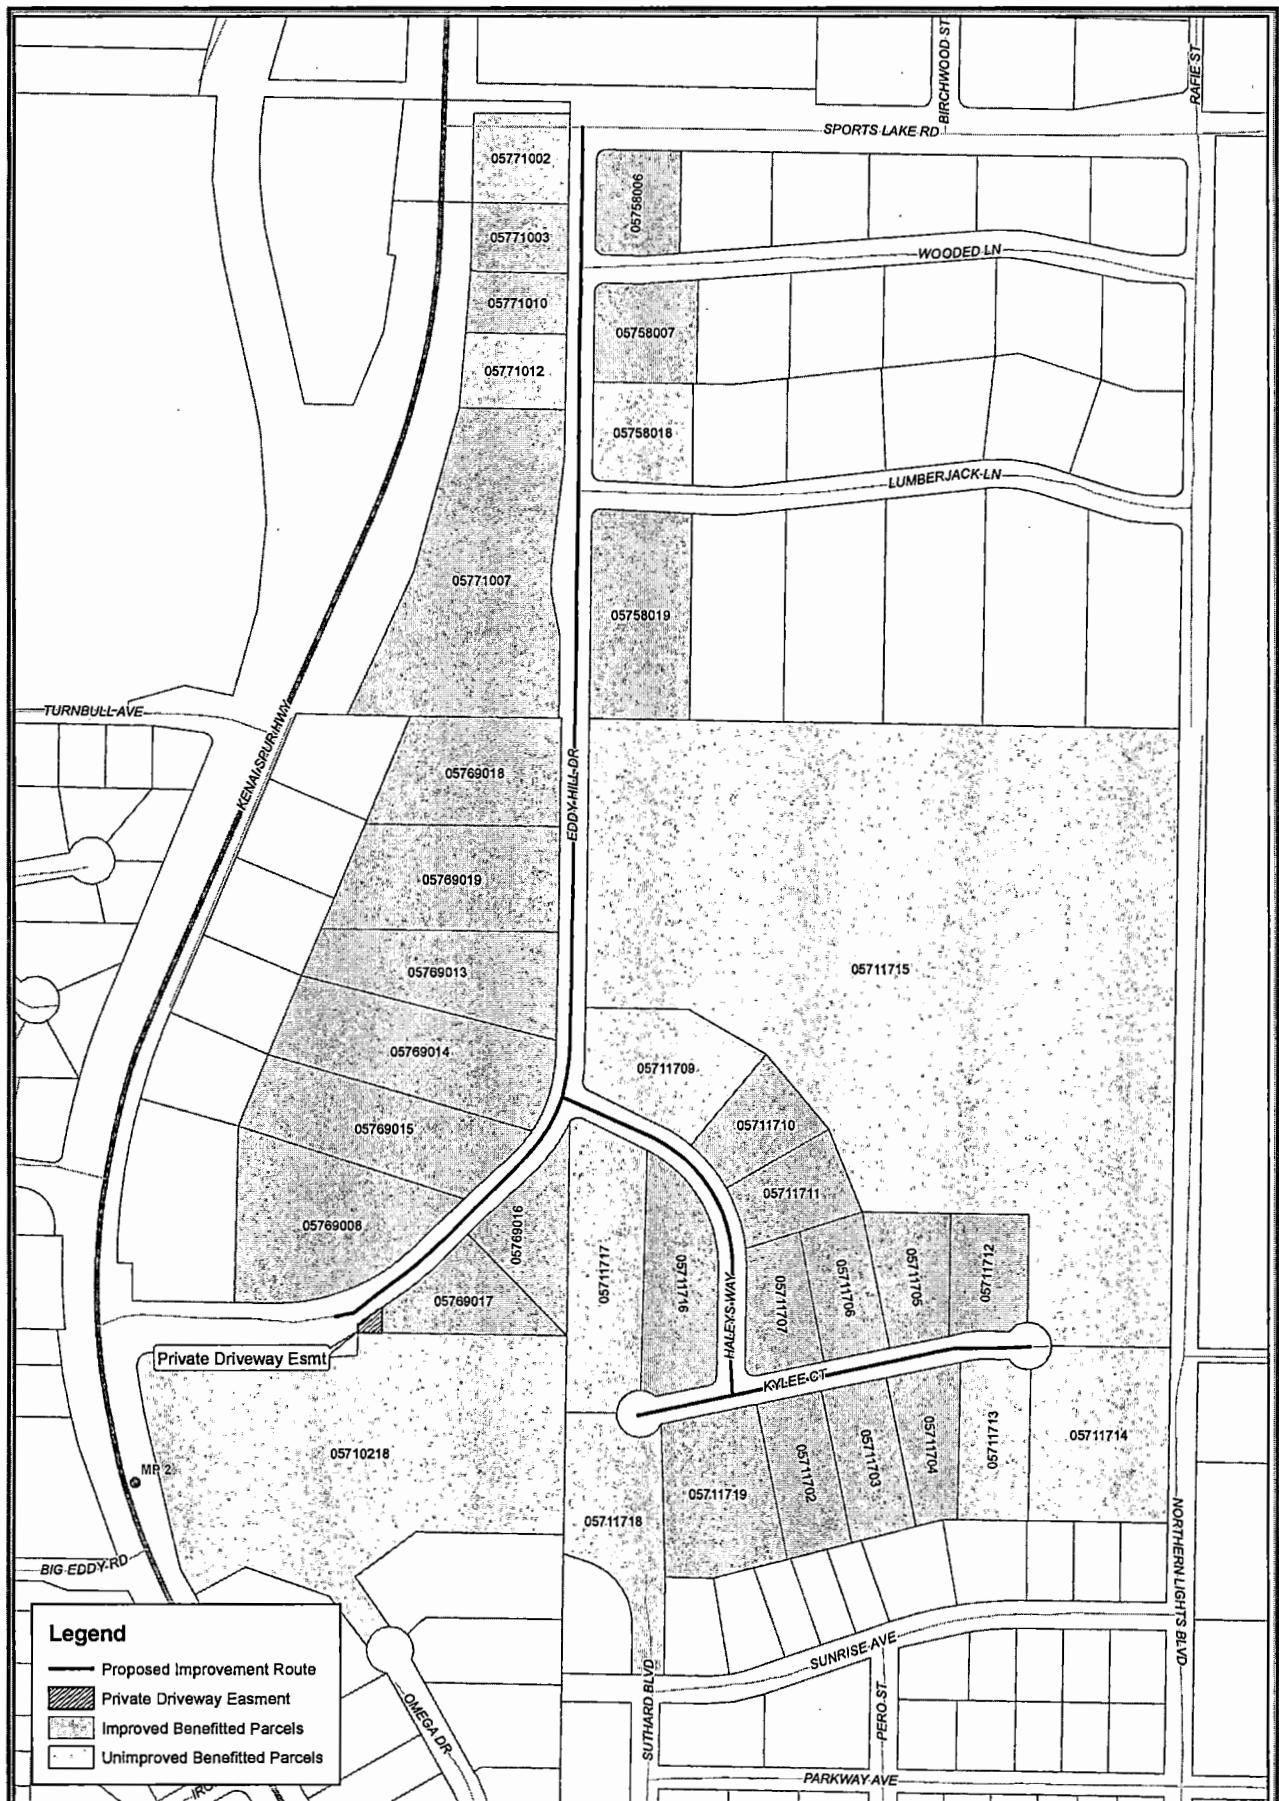 BIRCHWOOD ST
RAFIE ST
SPORTS LAKE RD
05771002
05758006
05771003
WOODED LN
05771010
05758007
05771012
05758018
LUMBERJACK LN
05771007
05758019
TURNBULL AVE
KENAI SPUR HWY
05769018
EDDY HILL DR
05769019
05769013
05711715
05769014
05711709
05769015
05711710
05711711
05769008
05769016
05711717
05711716
05711707
05711706
05711705
05711712
05769017
HALEYS WAY
Private Driveway Esmt
KYLEE CT
05710218
MP 2
05711719
05711702
05711703
05711704
05711713
05711714
05711718
BIG EDDY RD
NORTHERN LIGHTS BLVD
SUNRISE AVE
SUTHARD BLVD
PERO ST
OMEGA DR
PARKWAY AVE
Legend
Proposed Improvement Route
Private Driveway Easment
Improved Benefitted Parcels
Unimproved Benefitted Parcels